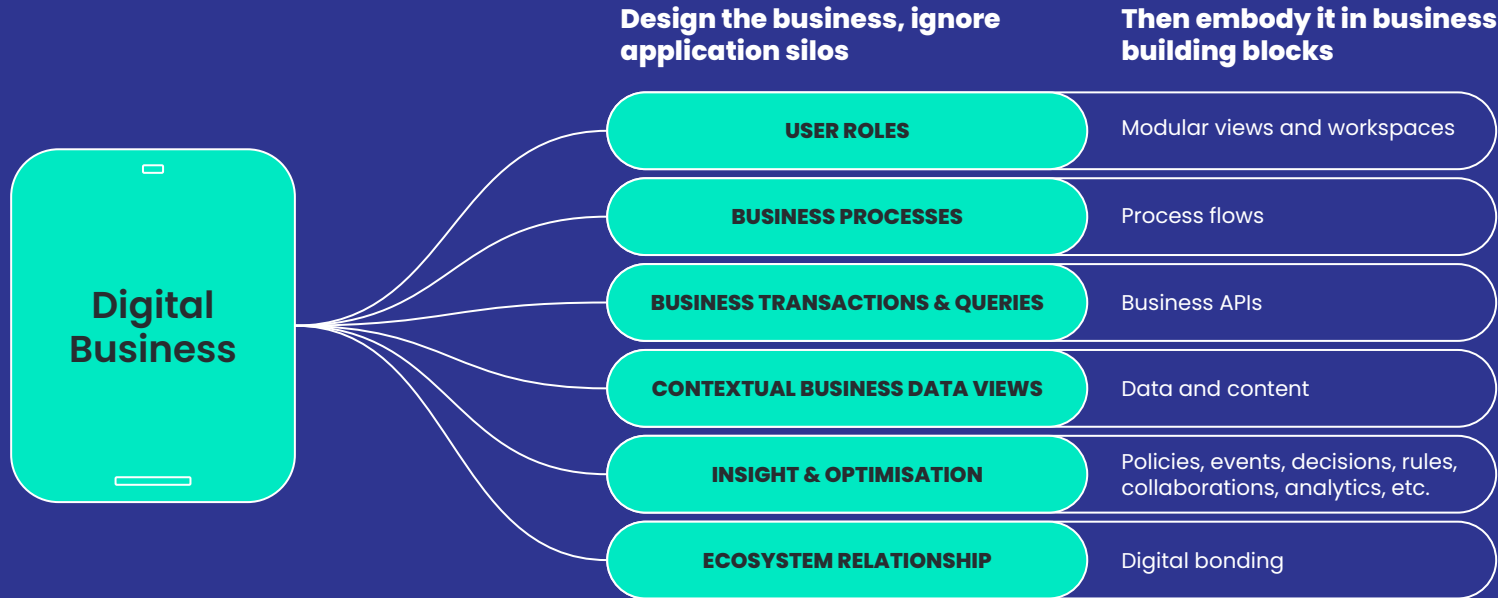 Design the business, ignore
application silos
Then embody it in business
building blocks
Digital
Business
USER ROLES
Modular views and workspaces
BUSINESS PROCESSES
Process flows
BUSINESS TRANSACTIONS & QUERIES
Business APIs
CONTEXTUAL BUSINESS DATA VIEWS
Data and content
INSIGHT & OPTIMISATION
Policies, events, decisions, rules,
collaborations, analytics, etc.
ECOSYSTEM RELATIONSHIP
Digital bonding